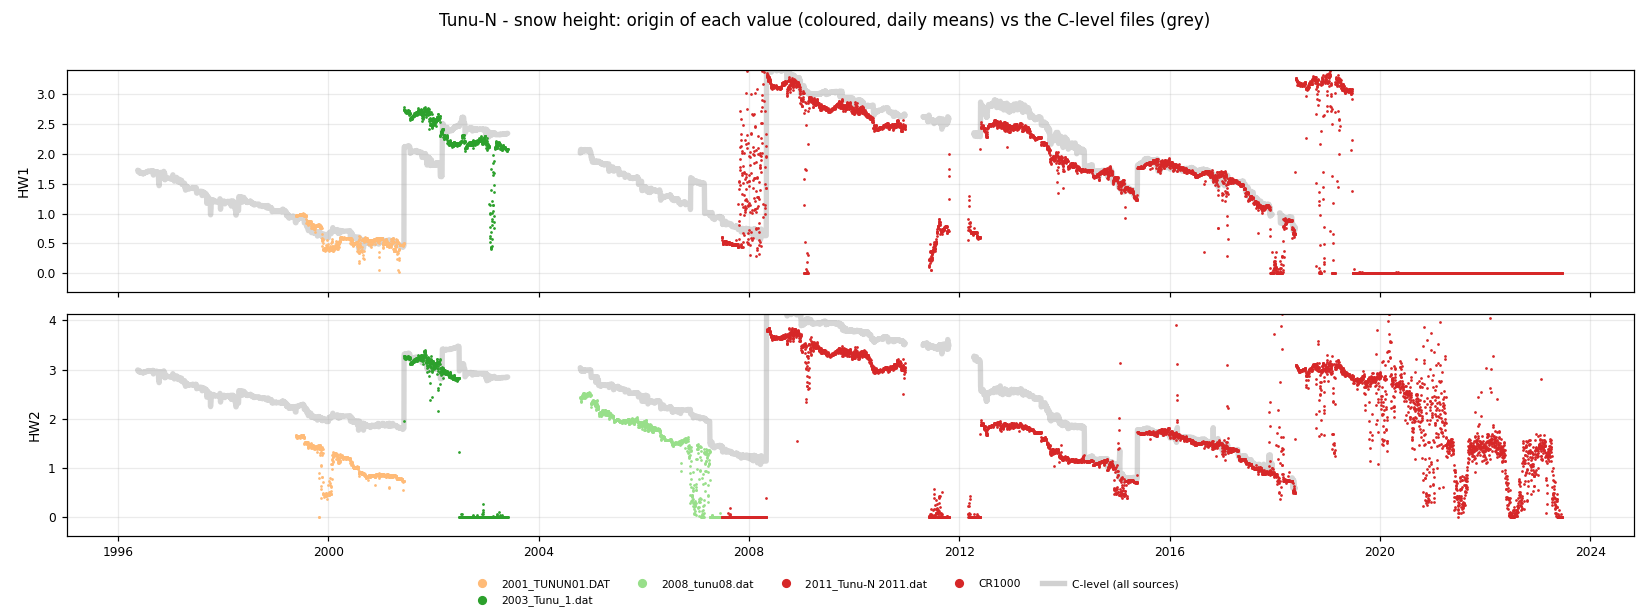 Tunu-N - snow height: origin of each value (coloured, daily means) vs the C-level files (grey)
HW1
3.0
2.5
2.0
1.5
1.0
0.5
0.0
HW2
4
3
2
1
0
1996 2000 2004 2008 2012 2016 2020 2024
2001_TUNUN01.DAT 2008_tunu08.dat 2011_Tunu-N 2011.dat CR1000 C-level (all sources)
2003_Tunu_1.dat